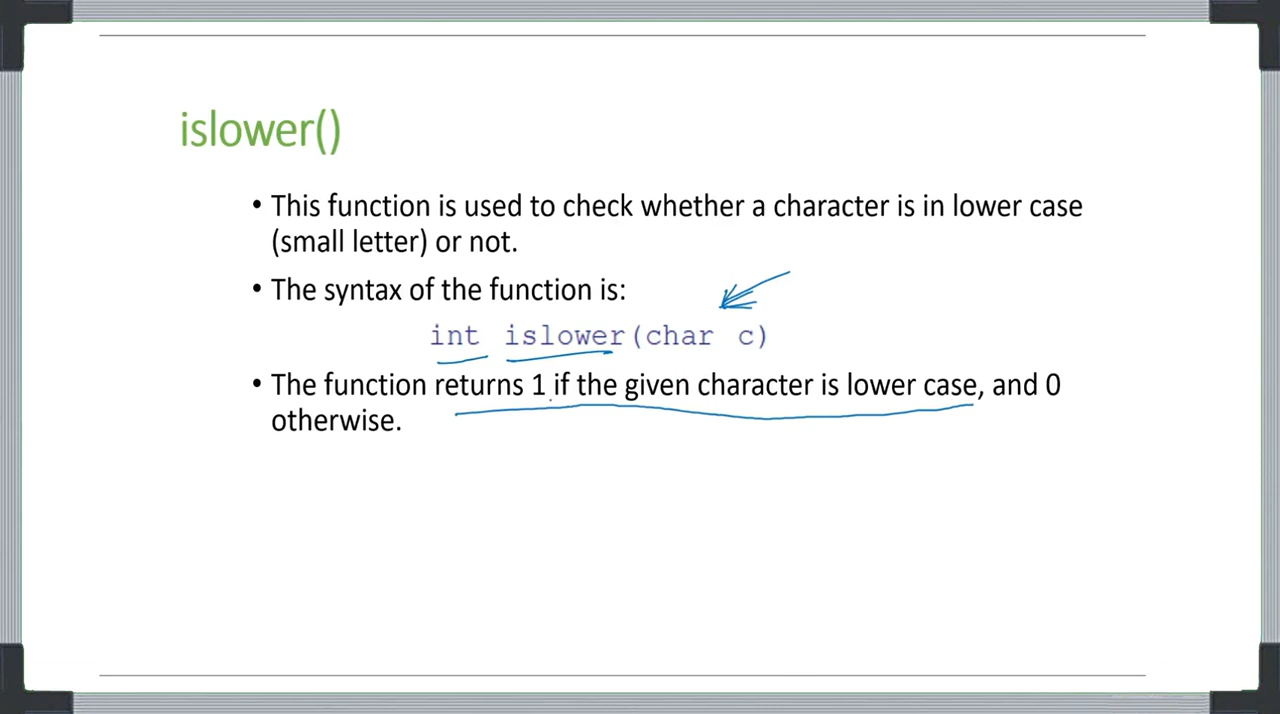 islower()
• This function is used to check whether a character is in lower case
(small letter) or not.
• The syntax of the function is:
int islower(char c)
• The function returns 1 if the given character is lower case, and 0
otherwise.